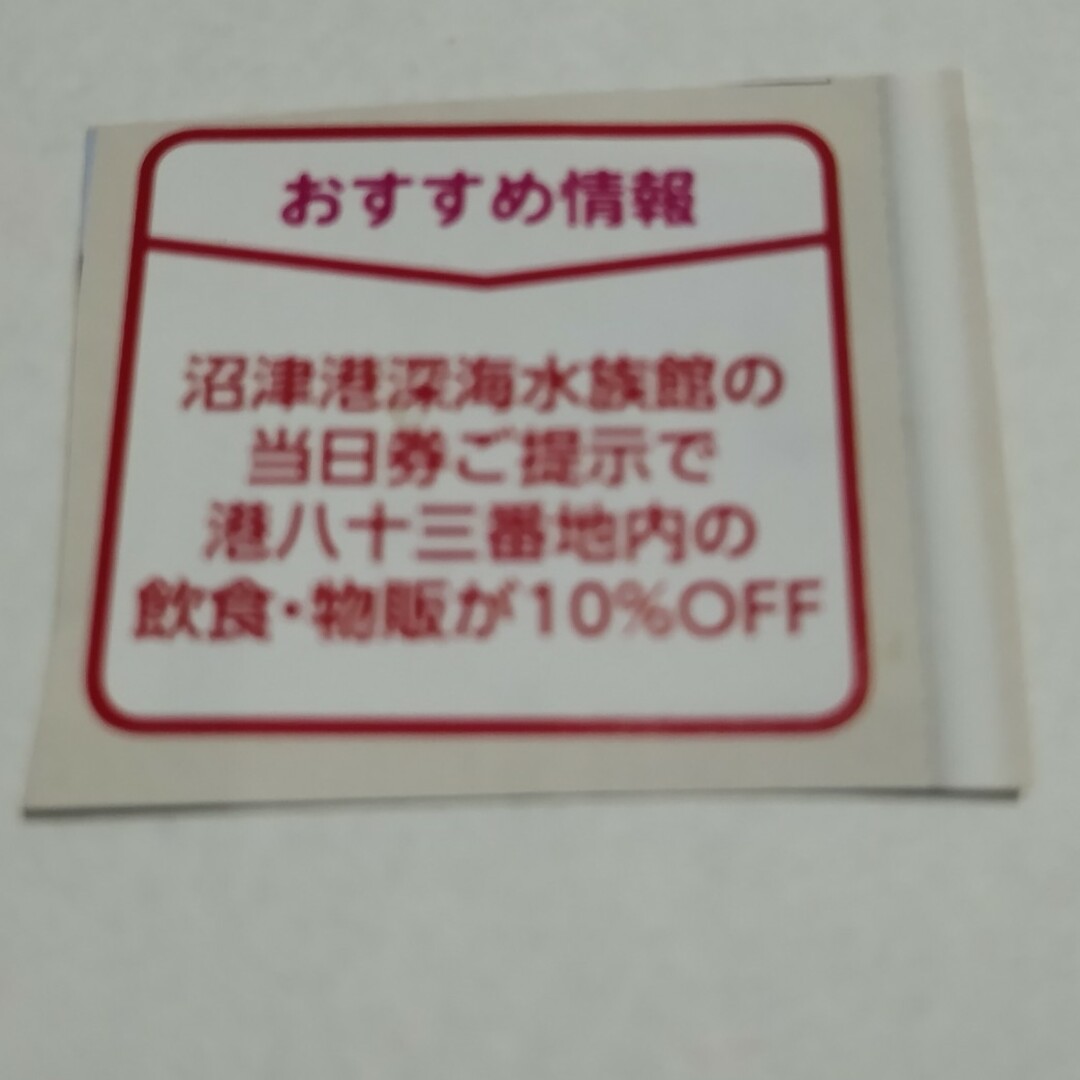 おすすめ情報
沼津港深海水族館の
当日券ご提示で
港八十三番地内の
飲食・物販が10%OFF